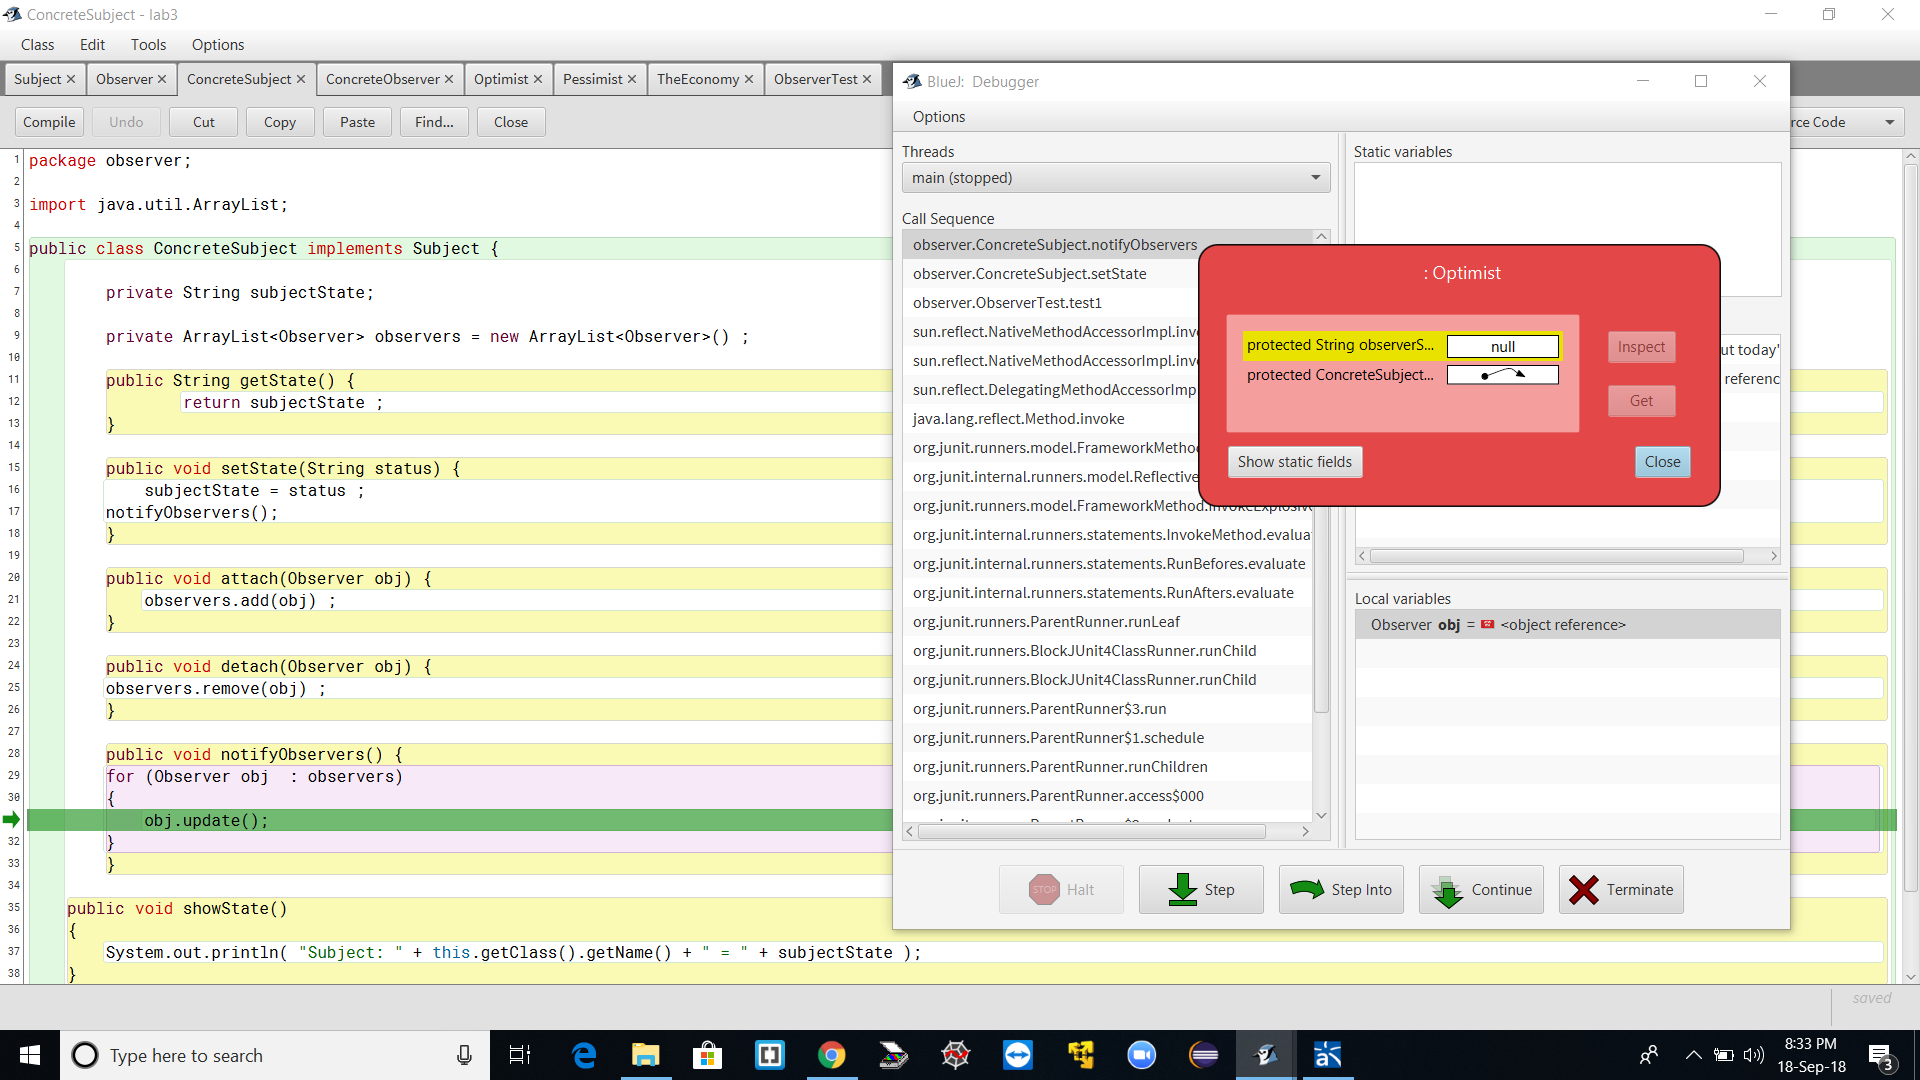 ConcreteSubject - lab3
Class Edit Tools Options
Subject × Observer × ConcreteSubject × ConcreteObserver × Optimist × Pessimist × TheEconomy × ObserverTest ×
Compile Undo Cut Copy Paste Find... Close rce Code
1 package observer;
2
3 import java.util.ArrayList;
4
5 public class ConcreteSubject implements Subject {
6
7 private String subjectState;
8
9 private ArrayList<Observer> observers = new ArrayList<Observer>() ;
10
11 public String getState() {
12 return subjectState ;
13 }
14
15 public void setState(String status) {
16 subjectState = status ;
17 notifyObservers();
18 }
19
20 public void attach(Observer obj) {
21 observers.add(obj) ;
22 }
23
24 public void detach(Observer obj) {
25 observers.remove(obj) ;
26 }
27
28 public void notifyObservers() {
29 for (Observer obj  : observers)
30 {
obj.update();
32 }
33 }
34
35 public void showState()
36 {
37 System.out.println( "Subject: " + this.getClass().getName() + " = " + subjectState );
38 }
saved
BlueJ: Debugger
Options
Threads
main (stopped)
Call Sequence
observer.ConcreteSubject.notifyObservers
observer.ConcreteSubject.setState
observer.ObserverTest.test1
sun.reflect.NativeMethodAccessorImpl.inv
sun.reflect.NativeMethodAccessorImpl.inv
sun.reflect.DelegatingMethodAccessorImp
java.lang.reflect.Method.invoke
org.junit.runners.model.FrameworkMetho
org.junit.internal.runners.model.Reflective
org.junit.runners.model.FrameworkMethod.invokeExplosiv
org.junit.internal.runners.statements.InvokeMethod.evalua
org.junit.internal.runners.statements.RunBefores.evaluate
org.junit.internal.runners.statements.RunAfters.evaluate
org.junit.runners.ParentRunner.runLeaf
org.junit.runners.BlockJUnit4ClassRunner.runChild
org.junit.runners.BlockJUnit4ClassRunner.runChild
org.junit.runners.ParentRunner$3.run
org.junit.runners.ParentRunner$1.schedule
org.junit.runners.ParentRunner.runChildren
org.junit.runners.ParentRunner.access$000
Static variables
ut today'
referenc
Local variables
Observer obj = <object reference>
STOP Halt Step Step Into Continue Terminate
: Optimist
protected String observerS... null
protected ConcreteSubject...
Inspect
Get
Show static fields Close
Type here to search
8:33 PM
18-Sep-18
3